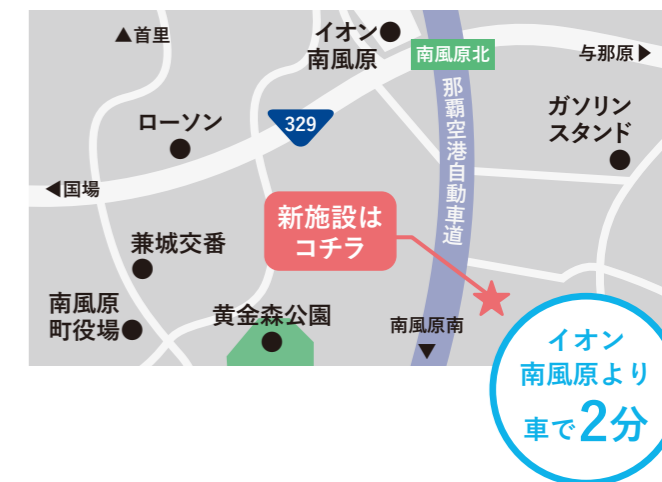 ▲首里
イオン●
南風原
南風原北
与那原▶
ローソン
329
那覇空港自動車道
ガソリン
スタンド
◀国場
新施設は
コチラ
兼城交番
南風原
町役場●
黄金森公園
南風原南
▼
イオン
南風原より
車で2分